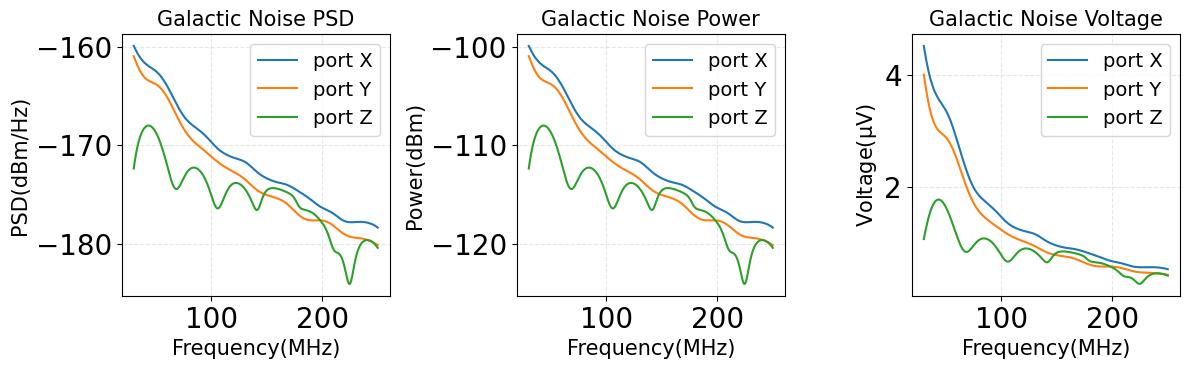 Galactic Noise PSD
PSD(dBm/Hz)
−160
−170
−180
port X
port Y
port Z
100 200
Frequency(MHz)
Galactic Noise Power
Power(dBm)
−100
−110
−120
port X
port Y
port Z
100 200
Frequency(MHz)
Galactic Noise Voltage
Voltage(μV)
4
2
port X
port Y
port Z
100 200
Frequency(MHz)